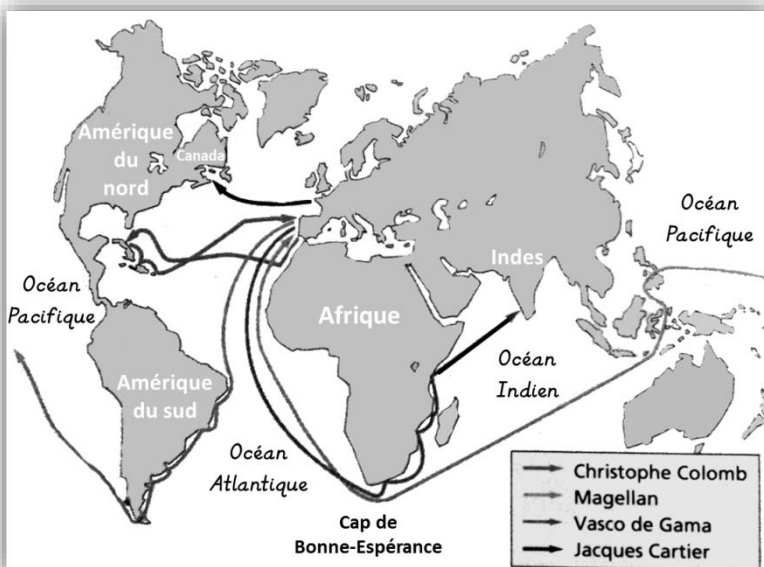 Amérique
du
nord
Canada
Océan
Pacifique
Océan
Pacifique
Indes
Afrique
Océan
Indien
Amérique
du sud
Océan
Atlantique
Cap de
Bonne-Espérance
Christophe Colomb
Magellan
Vasco de Gama
Jacques Cartier